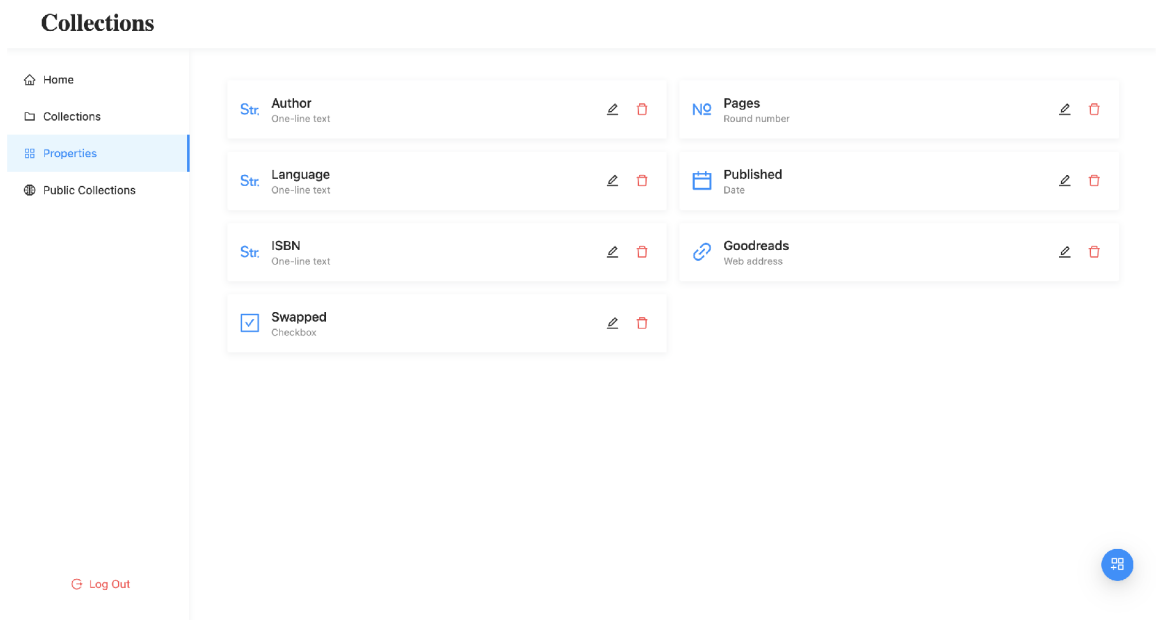 Collections
Home
Collections
Properties
Public Collections
Log Out
Str. Author
One-line text
Nº Pages
Round number
Str. Language
One-line text
Published
Date
Str. ISBN
One-line text
Goodreads
Web address
Swapped
Checkbox